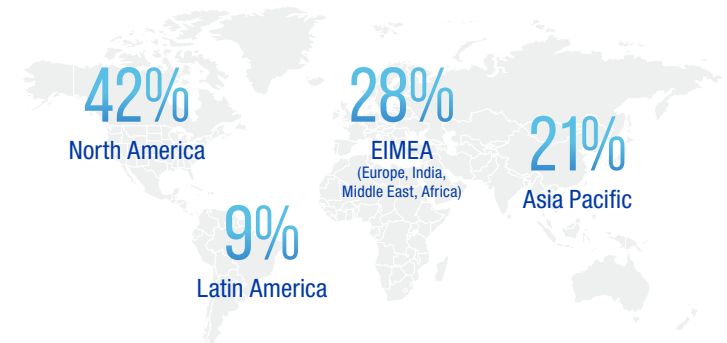 42%
North America
28%
EIMEA
(Europe, India,
Middle East, Africa)
21%
Asia Pacific
9%
Latin America